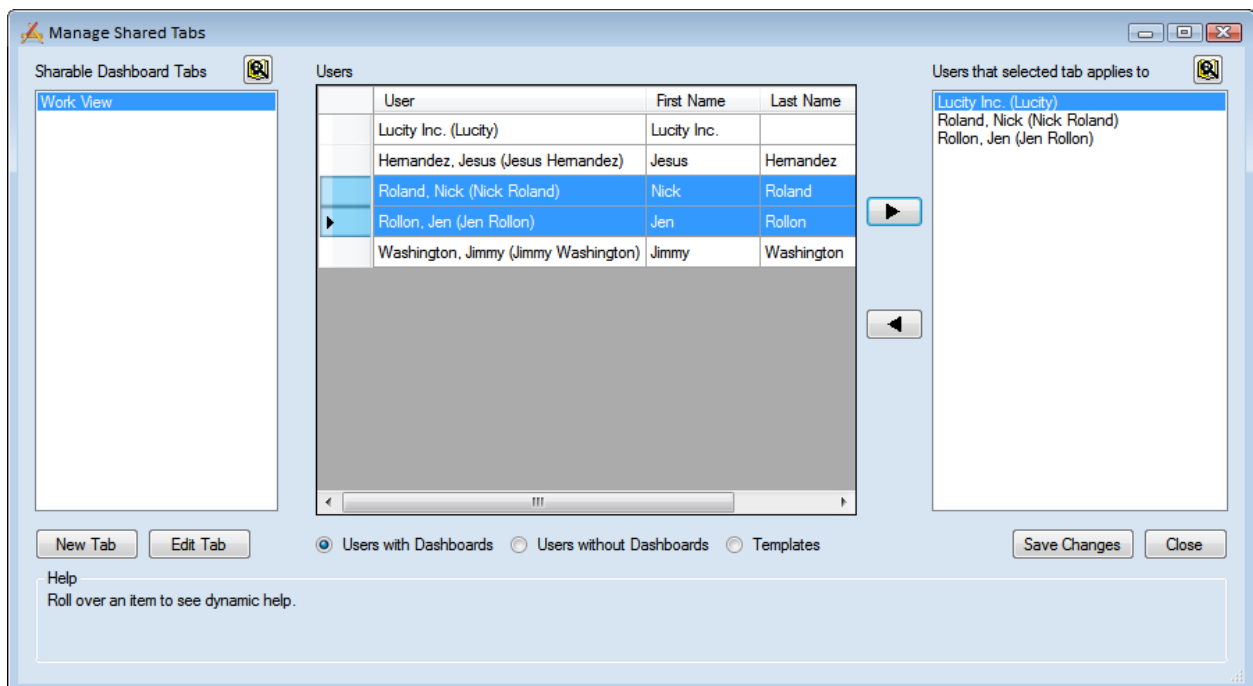 Manage Shared Tabs
Sharable Dashboard Tabs
Users
Users that selected tab applies to
Work View
User First Name Last Name
Lucity Inc. (Lucity) Lucity Inc.
Hernandez, Jesus (Jesus Hernandez) Jesus Hernandez
Roland, Nick (Nick Roland) Nick Roland
Rollon, Jen (Jen Rollon) Jen Rollon
Washington, Jimmy (Jimmy Washington) Jimmy Washington
Lucity Inc. (Lucity)
Roland, Nick (Nick Roland)
Rollon, Jen (Jen Rollon)
New Tab Edit Tab
Users with Dashboards Users without Dashboards Templates
Save Changes Close
Help
Roll over an item to see dynamic help.